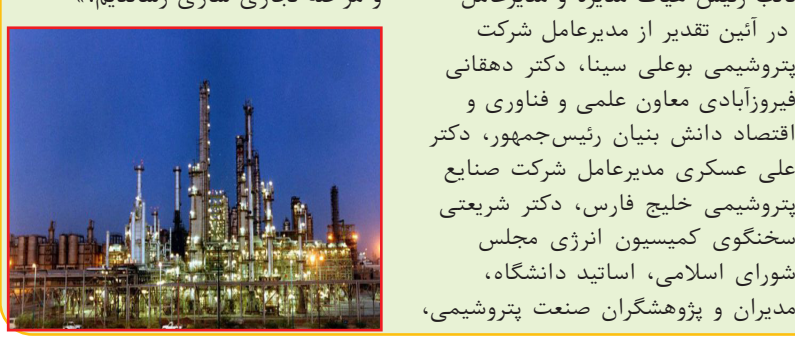 در آئین تقدیر از مدیرعامل شرکت
پتروشیمی بوعلی سینا، دکتر دهقانی
فیروزآبادی معاون علمی و فناوری و
اقتصاد دانش بنیان رئیس‌جمهور، دکتر
علی عسکری مدیرعامل شرکت صنایع
پتروشیمی خلیج فارس، دکتر شریعتی
سخنگوی کمیسیون انرژی مجلس
شورای اسلامی، اساتید دانشگاه،
مدیران و پژوهشگران صنعت پتروشیمی،